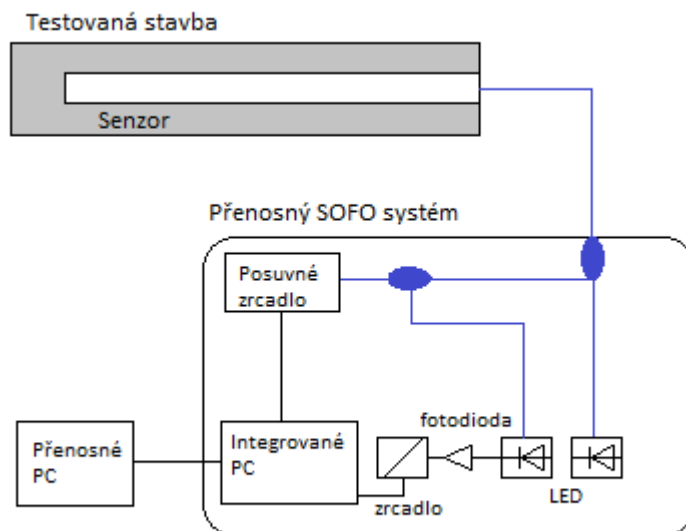 Testovaná stavba
Senzor
Přenosný SOFO systém
Posuvné
zrcadlo
fotodioda
Přenosné
PC
Integrované
PC
zrcadlo
LED